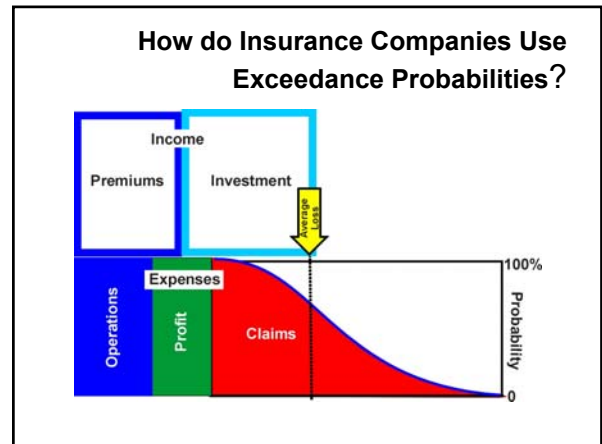 How do Insurance Companies Use
Exceedance Probabilities?
Income
Premiums
Investment
Average
Loss
100%
Expenses
Operations
Profit
Claims
Probability
0